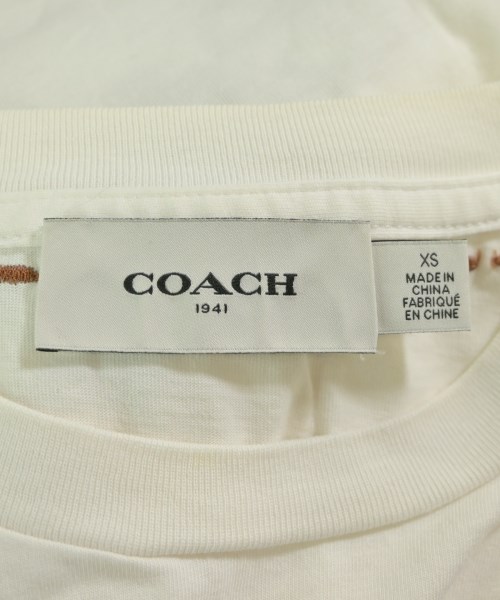 COACH
1941
XS
MADE IN
CHINA
FABRIQUÉ
EN CHINE